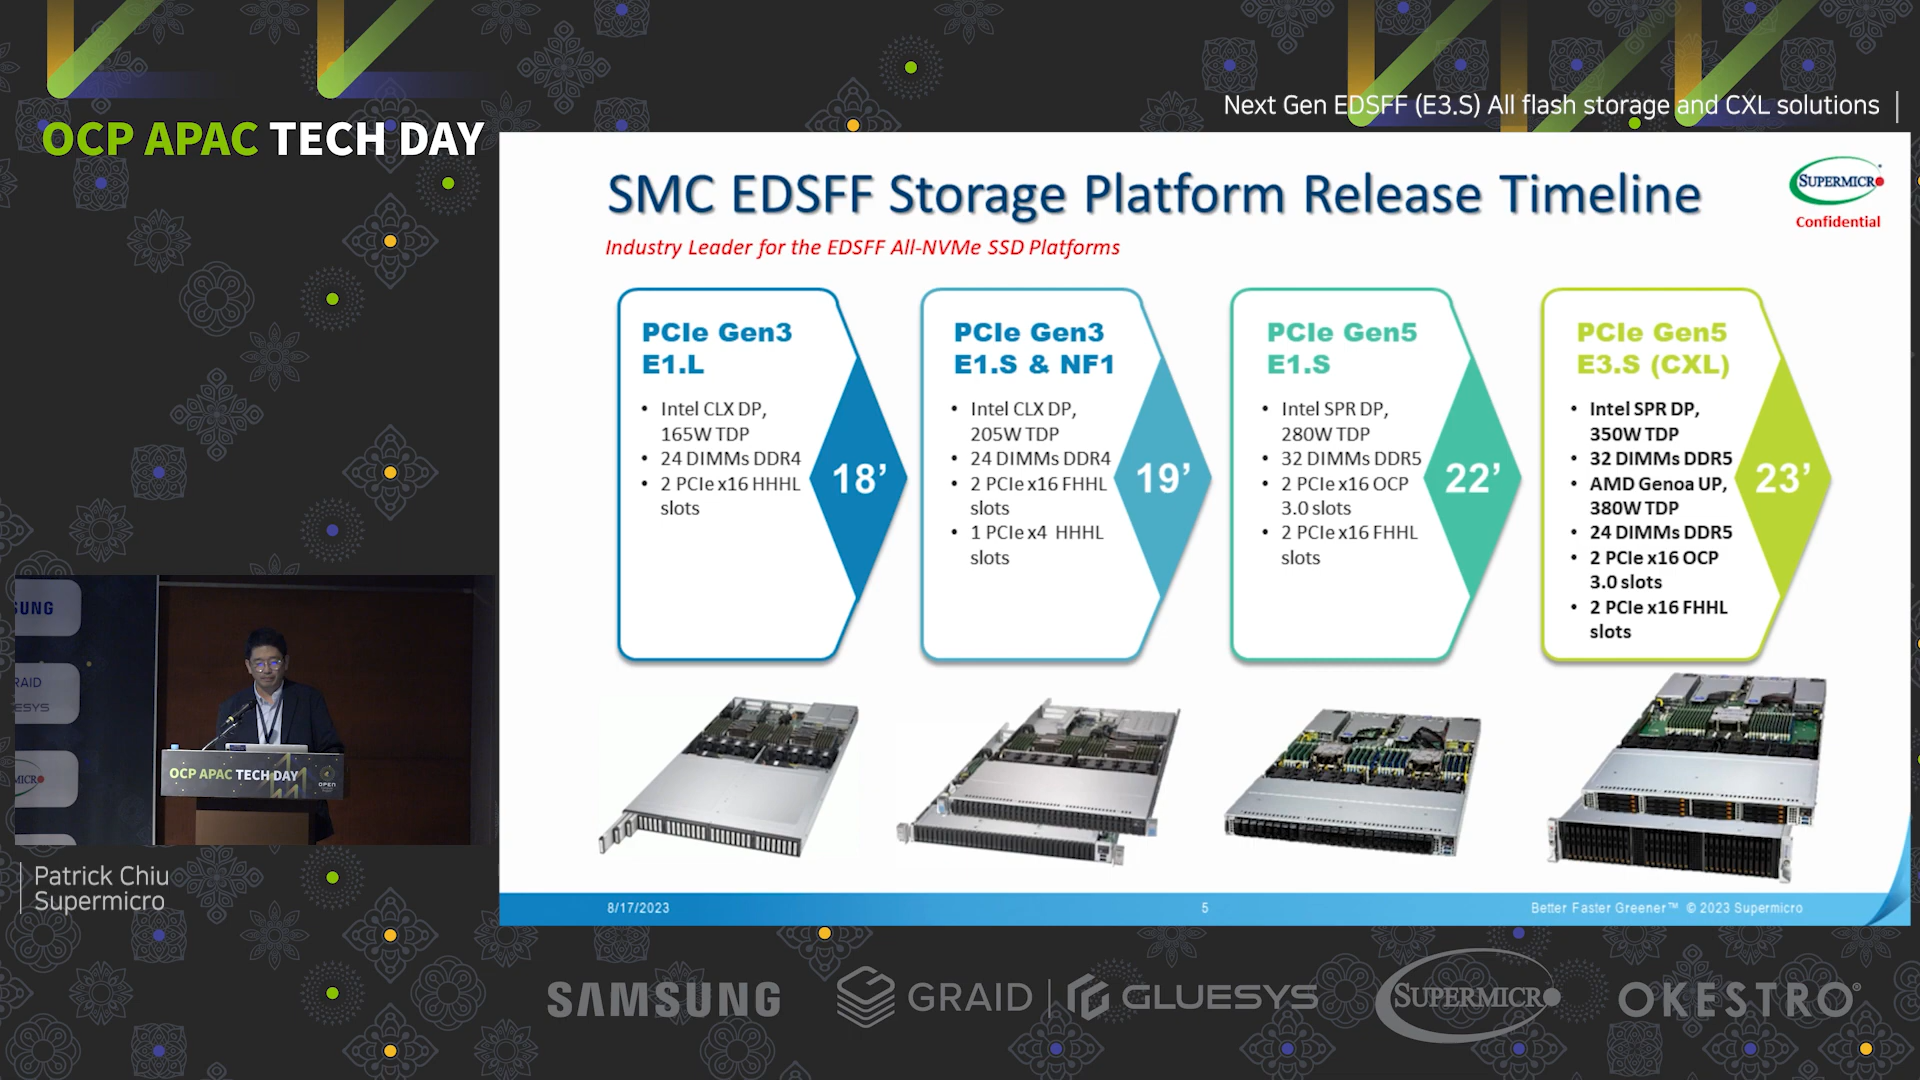 OCP APAC TECH DAY
Next Gen EDSFF (E3.S) All flash storage and CXL solutions
SMC EDSFF Storage Platform Release Timeline
SUPERMICRO
Confidential
Industry Leader for the EDSFF All-NVMe SSD Platforms
PCIe Gen3
E1.L
• Intel CLX DP,
165W TDP
• 24 DIMMs DDR4
• 2 PCIe x16 HHHL
slots
18’
PCIe Gen3
E1.S & NF1
• Intel CLX DP,
205W TDP
• 24 DIMMs DDR4
• 2 PCIe x16 FHHL
slots
• 1 PCIe x4 HHHL
slots
19’
PCIe Gen5
E1.S
• Intel SPR DP,
280W TDP
• 32 DIMMs DDR5
• 2 PCIe x16 OCP
3.0 slots
• 2 PCIe x16 FHHL
slots
22’
PCIe Gen5
E3.S (CXL)
• Intel SPR DP,
350W TDP
• 32 DIMMs DDR5
• AMD Genoa UP,
380W TDP
• 24 DIMMs DDR5
• 2 PCIe x16 OCP
3.0 slots
• 2 PCIe x16 FHHL
slots
23’
8/17/2023
5
Better Faster Greener™ © 2023 Supermicro
SUNG
RAID
ESYS
MICRO
OCP APAC TECH DAY
OPEN
Patrick Chiu
Supermicro
SAMSUNG
GRAID
GLUESYS
SUPERMICRO
OKESTRO®